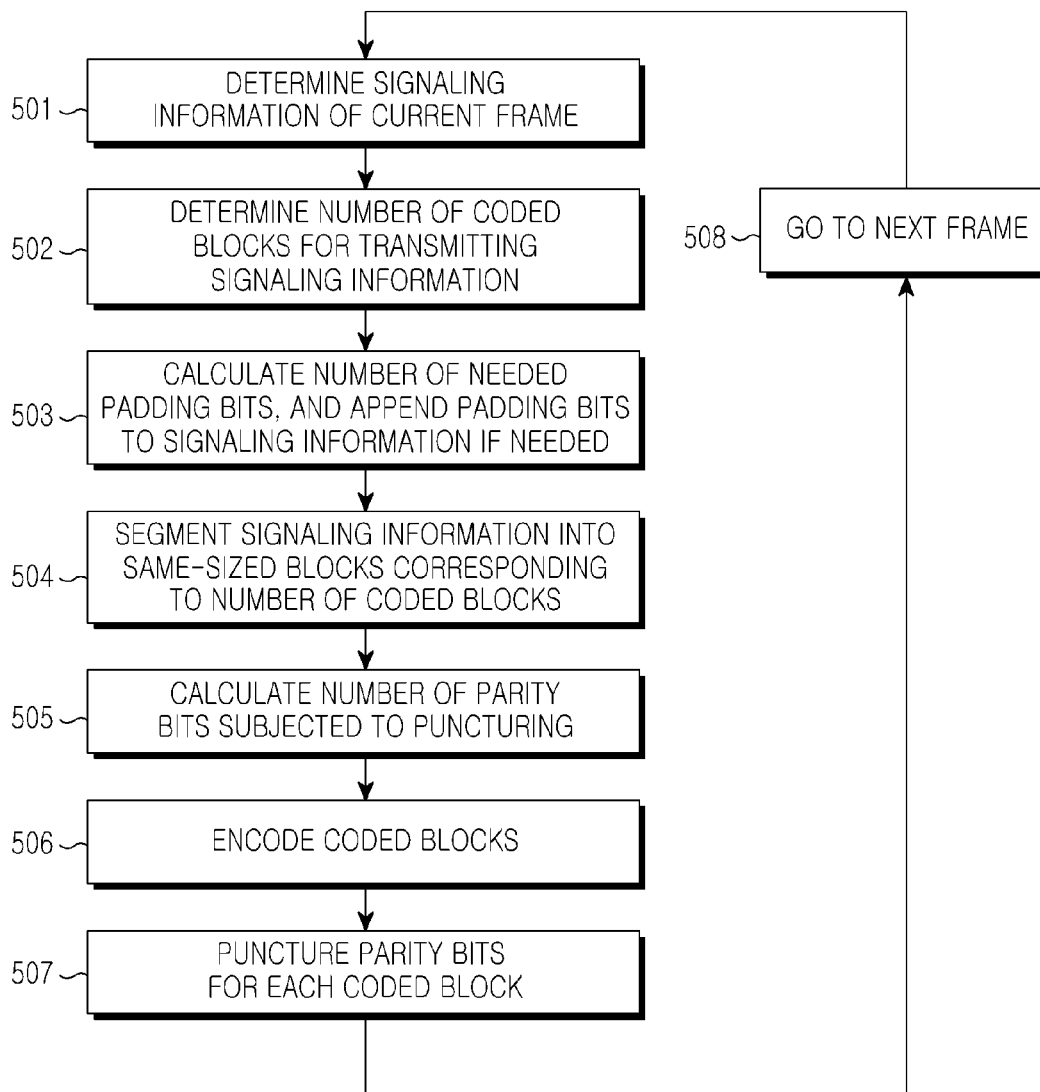 501
DETERMINE SIGNALING
INFORMATION OF CURRENT FRAME
502
DETERMINE NUMBER OF CODED
BLOCKS FOR TRANSMITTING
SIGNALING INFORMATION
503
CALCULATE NUMBER OF NEEDED
PADDING BITS, AND APPEND PADDING BITS
TO SIGNALING INFORMATION IF NEEDED
504
SEGMENT SIGNALING INFORMATION INTO
SAME-SIZED BLOCKS CORRESPONDING
TO NUMBER OF CODED BLOCKS
505
CALCULATE NUMBER OF PARITY
BITS SUBJECTED TO PUNCTURING
506
ENCODE CODED BLOCKS
507
PUNCTURE PARITY BITS
FOR EACH CODED BLOCK
508
GO TO NEXT FRAME